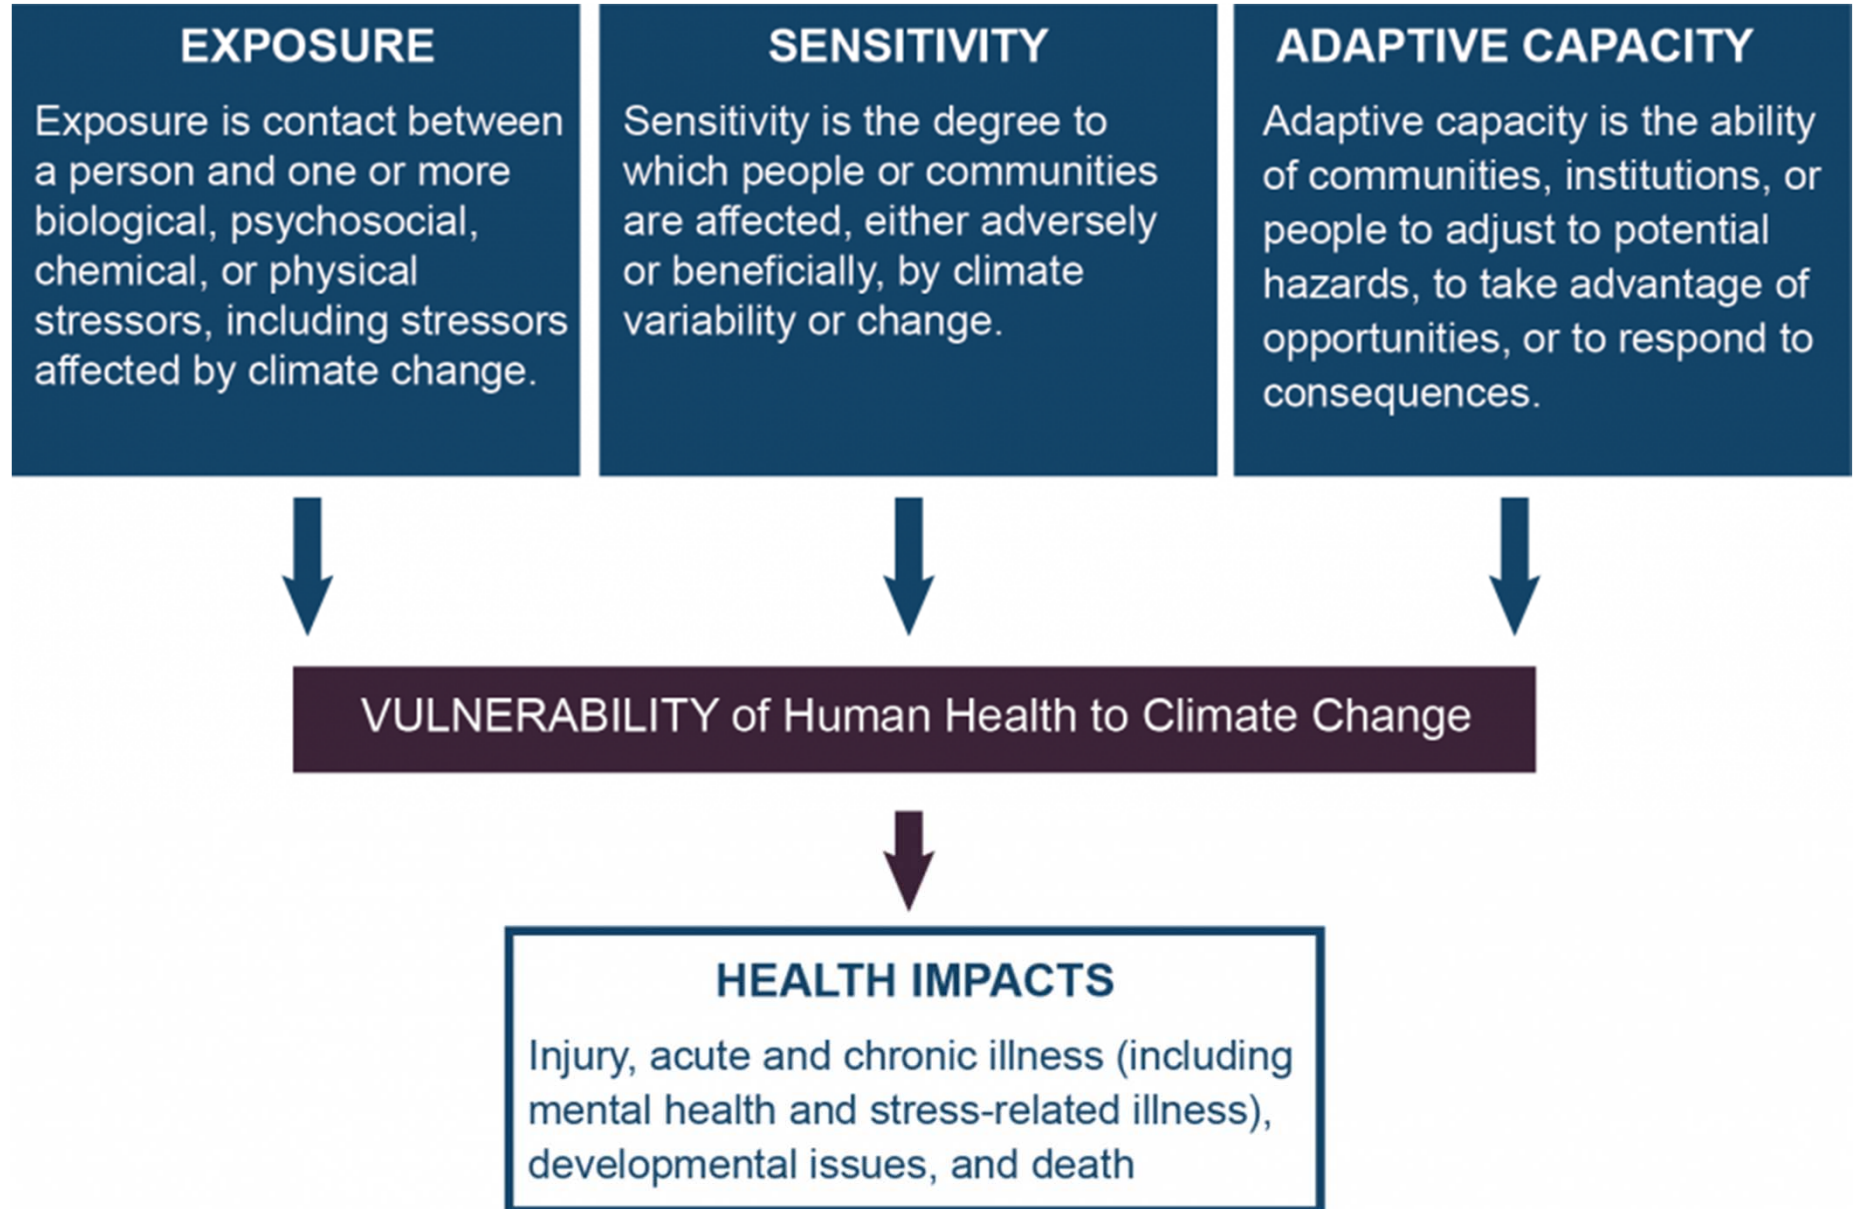 EXPOSURE
Exposure is contact between
a person and one or more
biological, psychosocial,
chemical, or physical
stressors, including stressors
affected by climate change.
SENSITIVITY
Sensitivity is the degree to
which people or communities
are affected, either adversely
or beneficially, by climate
variability or change.
ADAPTIVE CAPACITY
Adaptive capacity is the ability
of communities, institutions, or
people to adjust to potential
hazards, to take advantage of
opportunities, or to respond to
consequences.
VULNERABILITY of Human Health to Climate Change
HEALTH IMPACTS
Injury, acute and chronic illness (including
mental health and stress-related illness),
developmental issues, and death